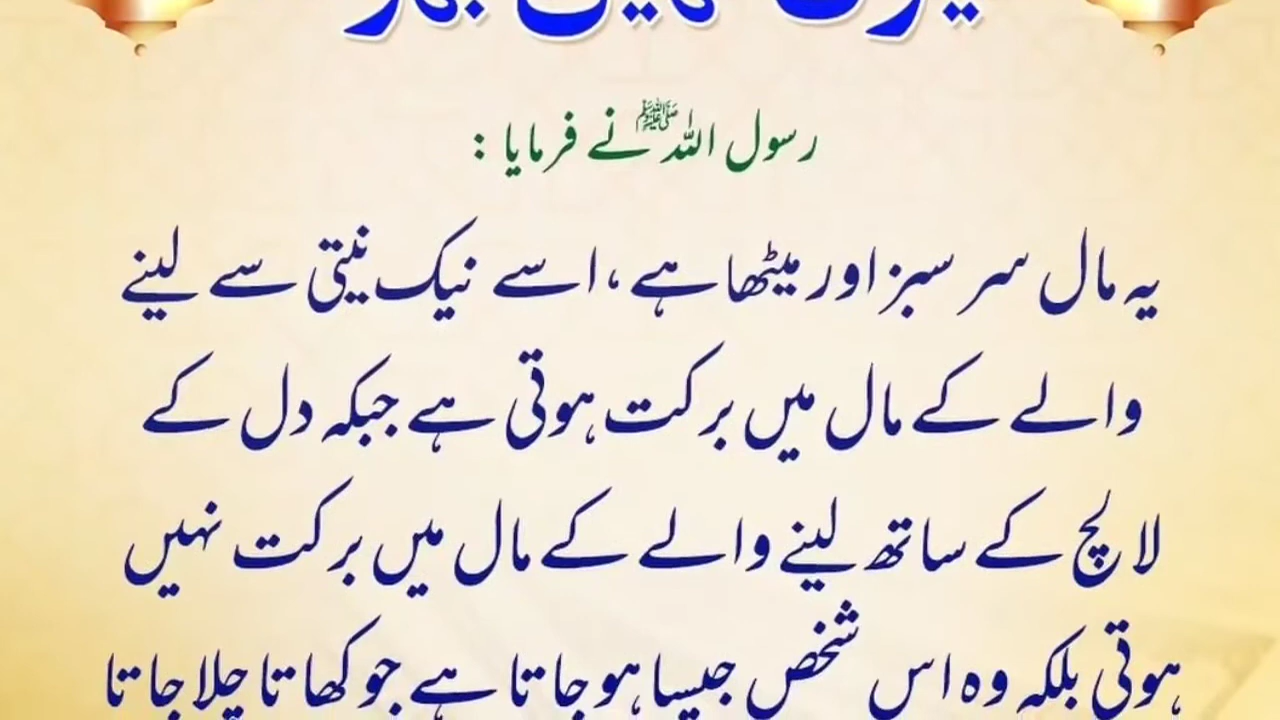 رسول اللہ ﷺ نے فرمایا :
یہ مال سر سبز اور میٹھا ہے، اسے نیک نیتی سے لینے
والے کے مال میں برکت ہوتی ہے جبکہ دل کے
لالچ کے ساتھ لینے والے کے مال میں برکت نہیں
ہوتی بلکہ وہ اس شخص جیسا ہو جاتا ہے جو کھاتا چلا جاتا